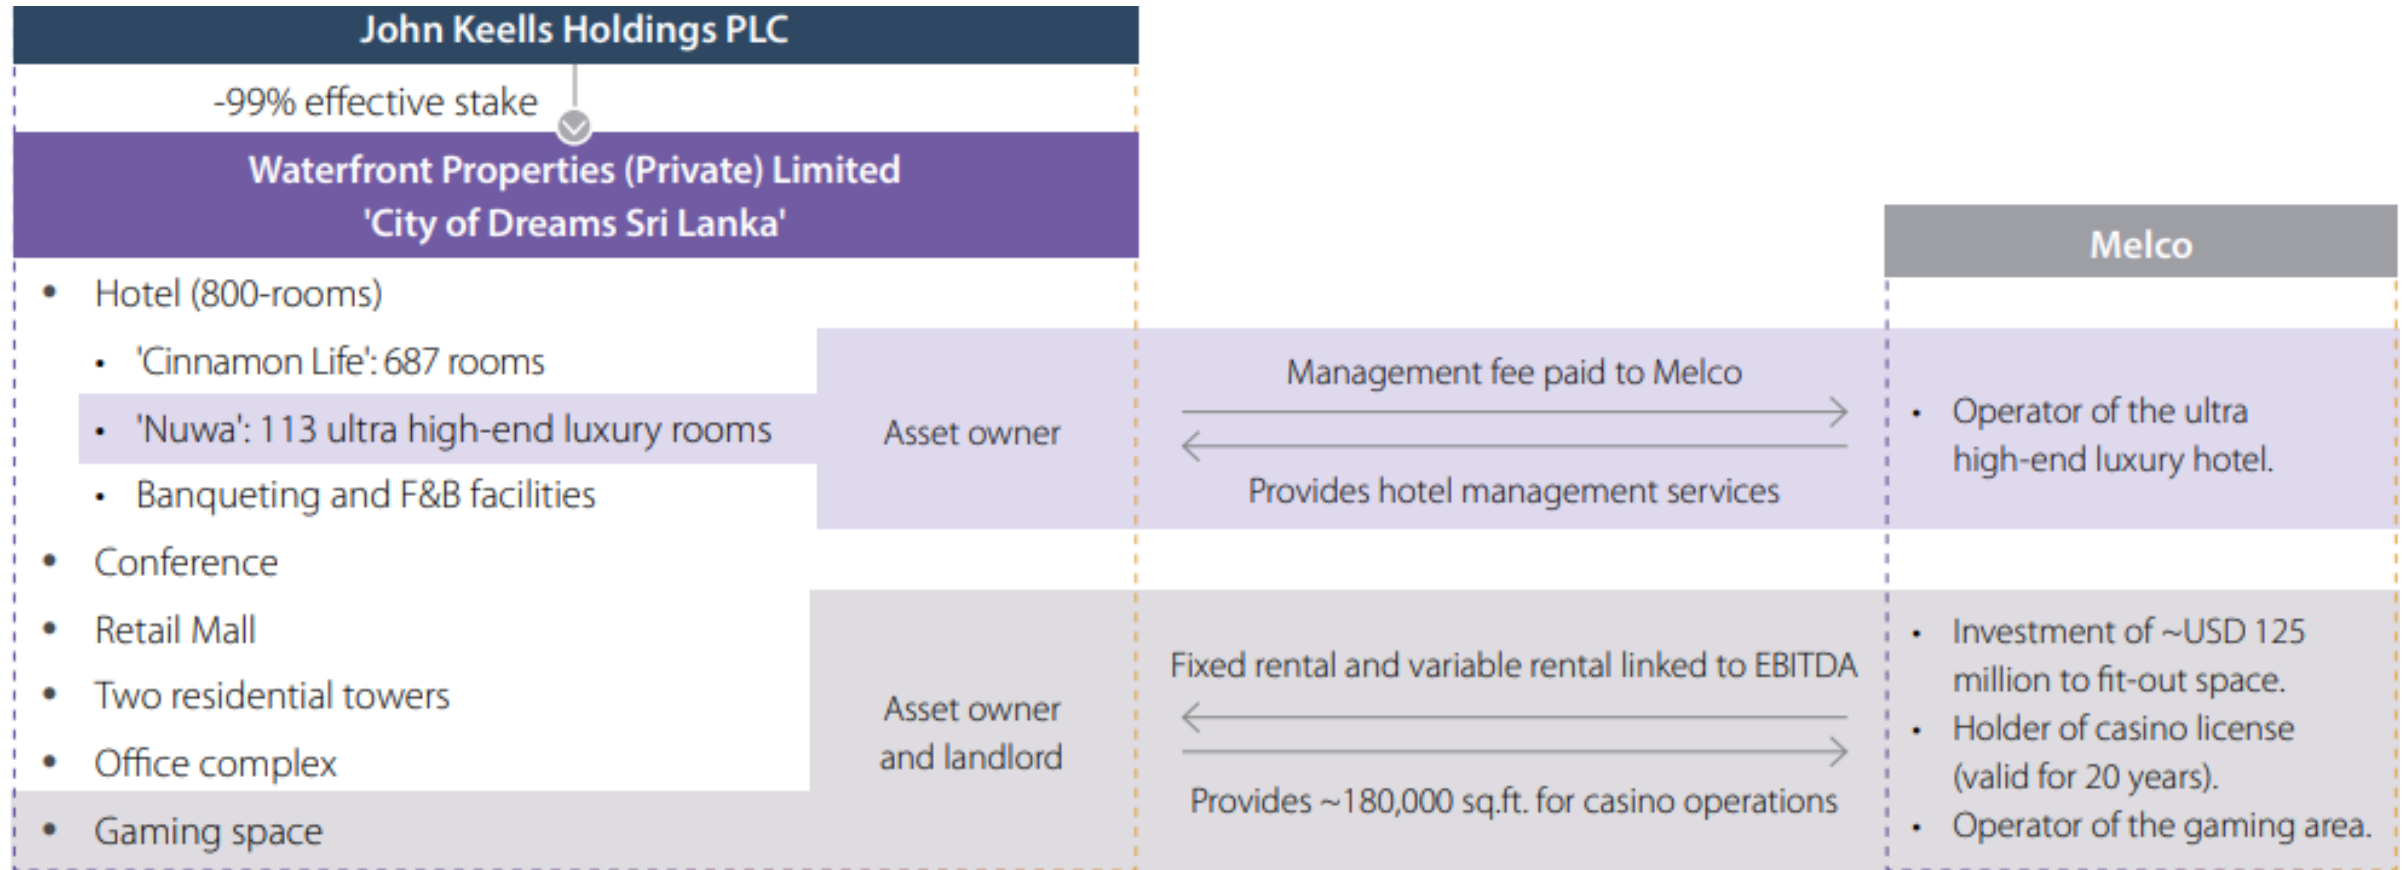 John Keells Holdings PLC
-99% effective stake
Waterfront Properties (Private) Limited
'City of Dreams Sri Lanka'
• Hotel (800-rooms)
• 'Cinnamon Life': 687 rooms
• 'Nuwa': 113 ultra high-end luxury rooms
• Banqueting and F&B facilities
• Conference
• Retail Mall
• Two residential towers
• Office complex
• Gaming space
Asset owner
Management fee paid to Melco
Provides hotel management services
Asset owner
and landlord
Fixed rental and variable rental linked to EBITDA
Provides ~180,000 sq.ft. for casino operations
Melco
• Operator of the ultra
high-end luxury hotel.
• Investment of ~USD 125
million to fit-out space.
• Holder of casino license
(valid for 20 years).
• Operator of the gaming area.